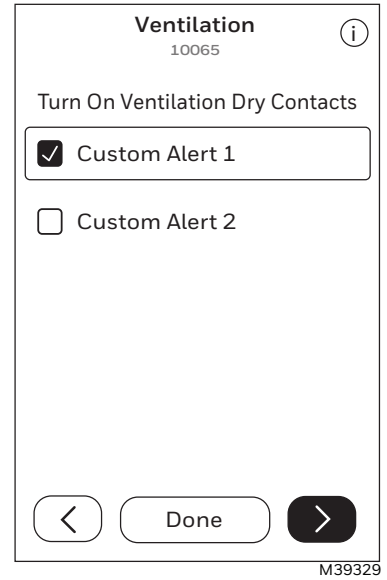 Ventilation
10065
i
Turn On Ventilation Dry Contacts
Custom Alert 1
Custom Alert 2
Done
M39329